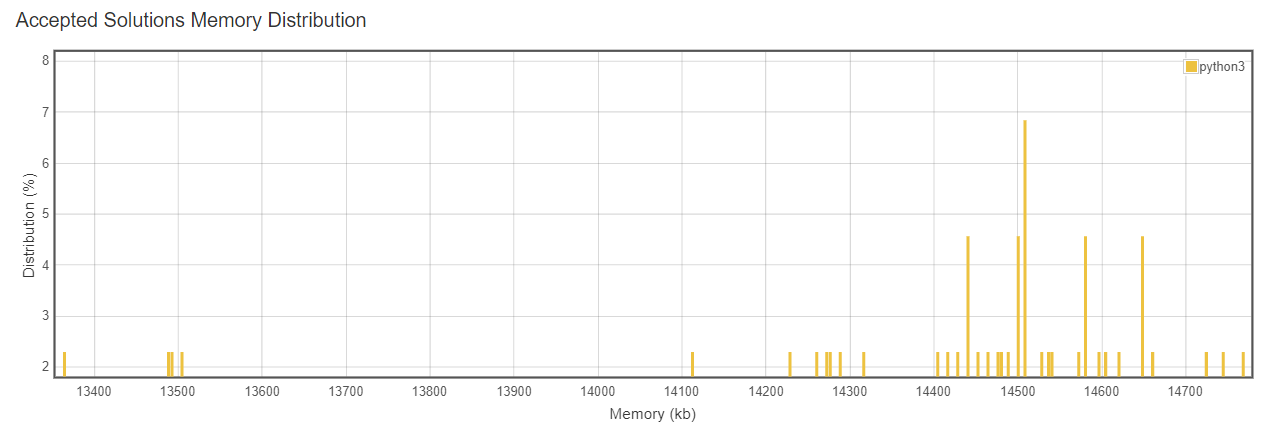 Accepted Solutions Memory Distribution
python3
8
7
6
5
4
3
2
Distribution (%)
13400 13500 13600 13700 13800 13900 14000 14100 14200 14300 14400 14500 14600 14700
Memory (kb)